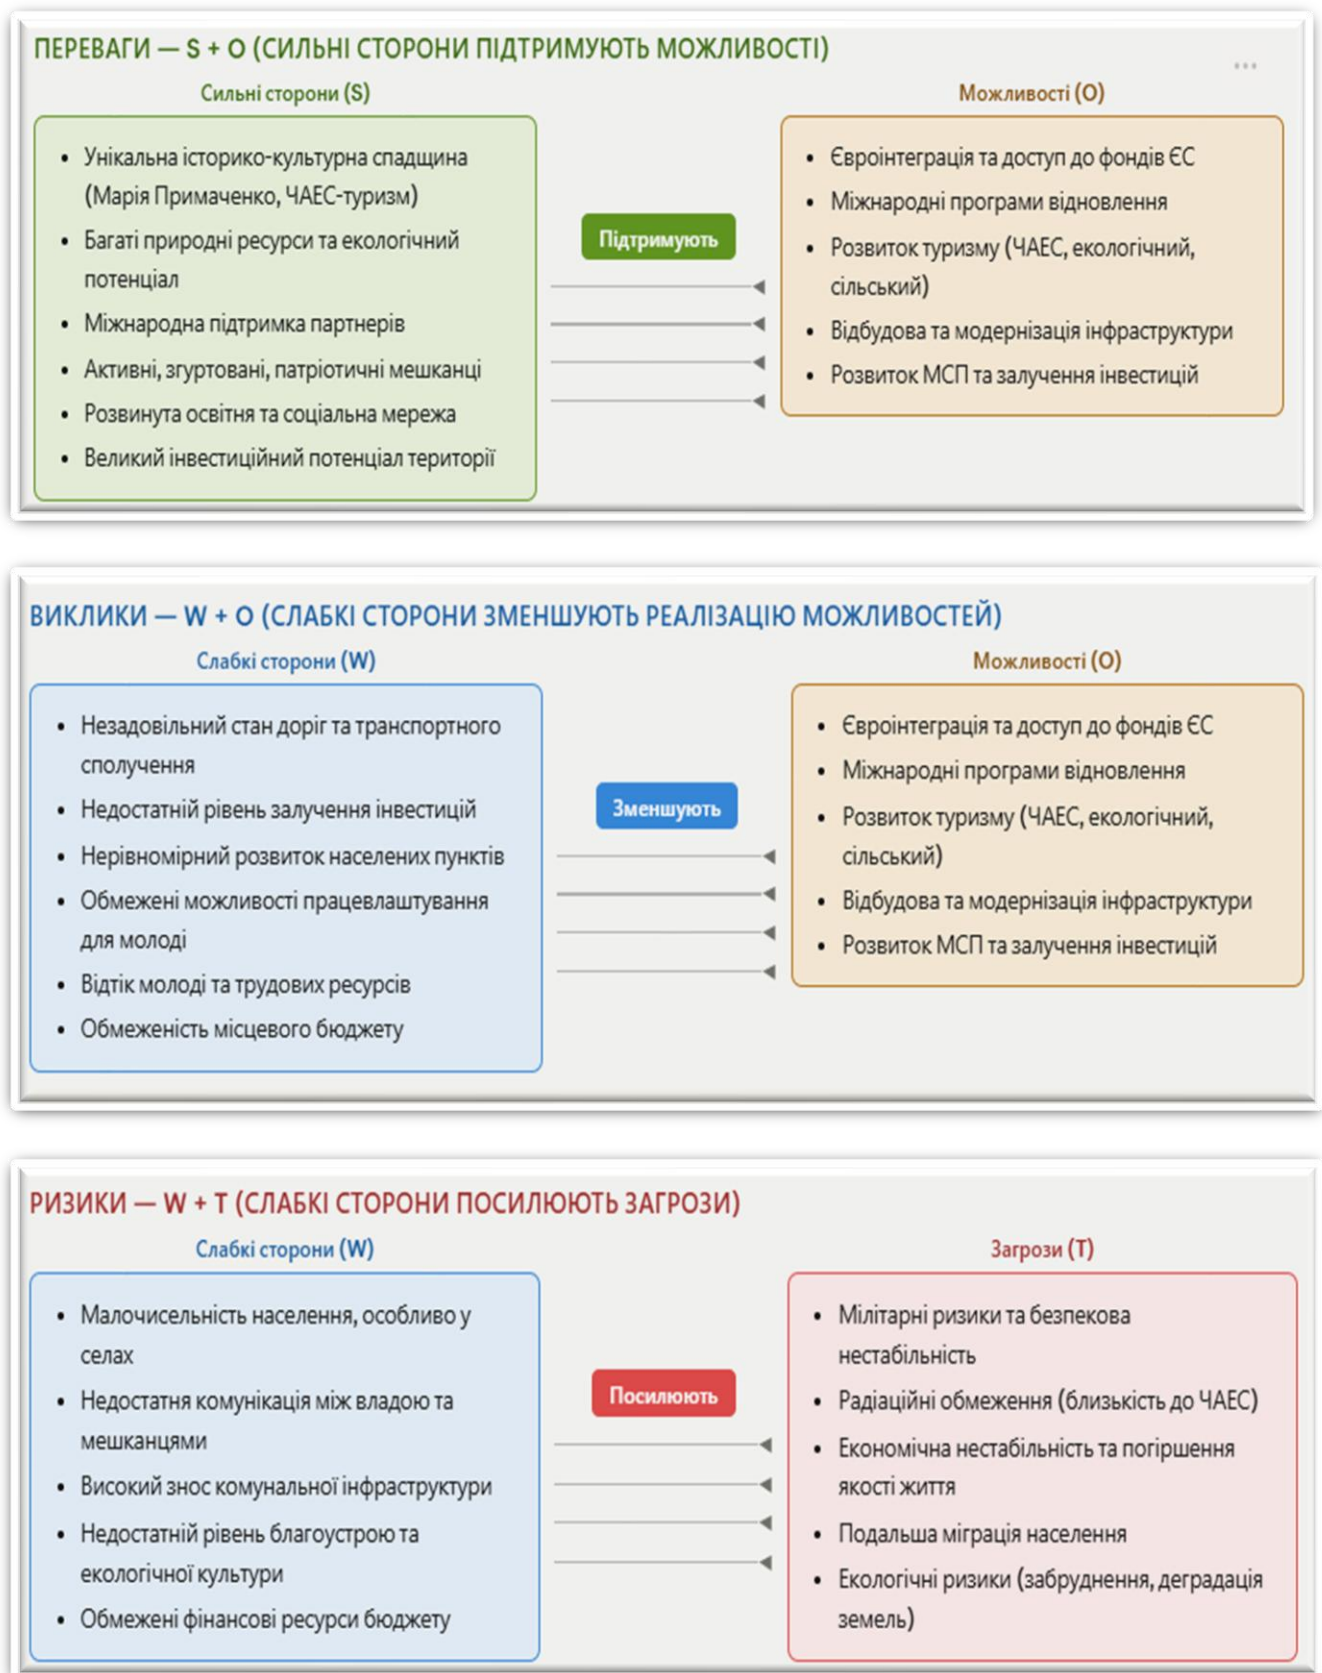 ПЕРЕВАГИ — S + O (СИЛЬНІ СТОРОНИ ПІДТРИМУЮТЬ МОЖЛИВОСТІ)
Сильні сторони (S)
• Унікальна історико-культурна спадщина
(Марія Примаченко, ЧАЕС-туризм)
• Багаті природні ресурси та екологічний
потенціал
• Міжнародна підтримка партнерів
• Активні, згуртовані, патріотичні мешканці
• Розвинута освітня та соціальна мережа
• Великий інвестиційний потенціал території
Підтримують
Можливості (O)
• Євроінтеграція та доступ до фондів ЄС
• Міжнародні програми відновлення
• Розвиток туризму (ЧАЕС, екологічний,
сільський)
• Відбудова та модернізація інфраструктури
• Розвиток МСП та залучення інвестицій
ВИКЛИКИ — W + O (СЛАБКІ СТОРОНИ ЗМЕНШУЮТЬ РЕАЛІЗАЦІЮ МОЖЛИВОСТЕЙ)
Слабкі сторони (W)
• Незадовільний стан доріг та транспортного
сполучення
• Недостатній рівень залучення інвестицій
• Нерівномірний розвиток населених пунктів
• Обмежені можливості працевлаштування
для молоді
• Відтік молоді та трудових ресурсів
• Обмеженість місцевого бюджету
Зменшують
Можливості (O)
• Євроінтеграція та доступ до фондів ЄС
• Міжнародні програми відновлення
• Розвиток туризму (ЧАЕС, екологічний,
сільський)
• Відбудова та модернізація інфраструктури
• Розвиток МСП та залучення інвестицій
РИЗИКИ — W + T (СЛАБКІ СТОРОНИ ПОСИЛЮЮТЬ ЗАГРОЗИ)
Слабкі сторони (W)
• Малочисельність населення, особливо у
селах
• Недостатня комунікація між владою та
мешканцями
• Високий знос комунальної інфраструктури
• Недостатній рівень благоустрою та
екологічної культури
• Обмежені фінансові ресурси бюджету
Посилюють
Загрози (T)
• Мілітарні ризики та безпекова
нестабільність
• Радіаційні обмеження (близькість до ЧАЕС)
• Економічна нестабільність та погіршення
якості життя
• Подальша міграція населення
• Екологічні ризики (забруднення, деградація
земель)